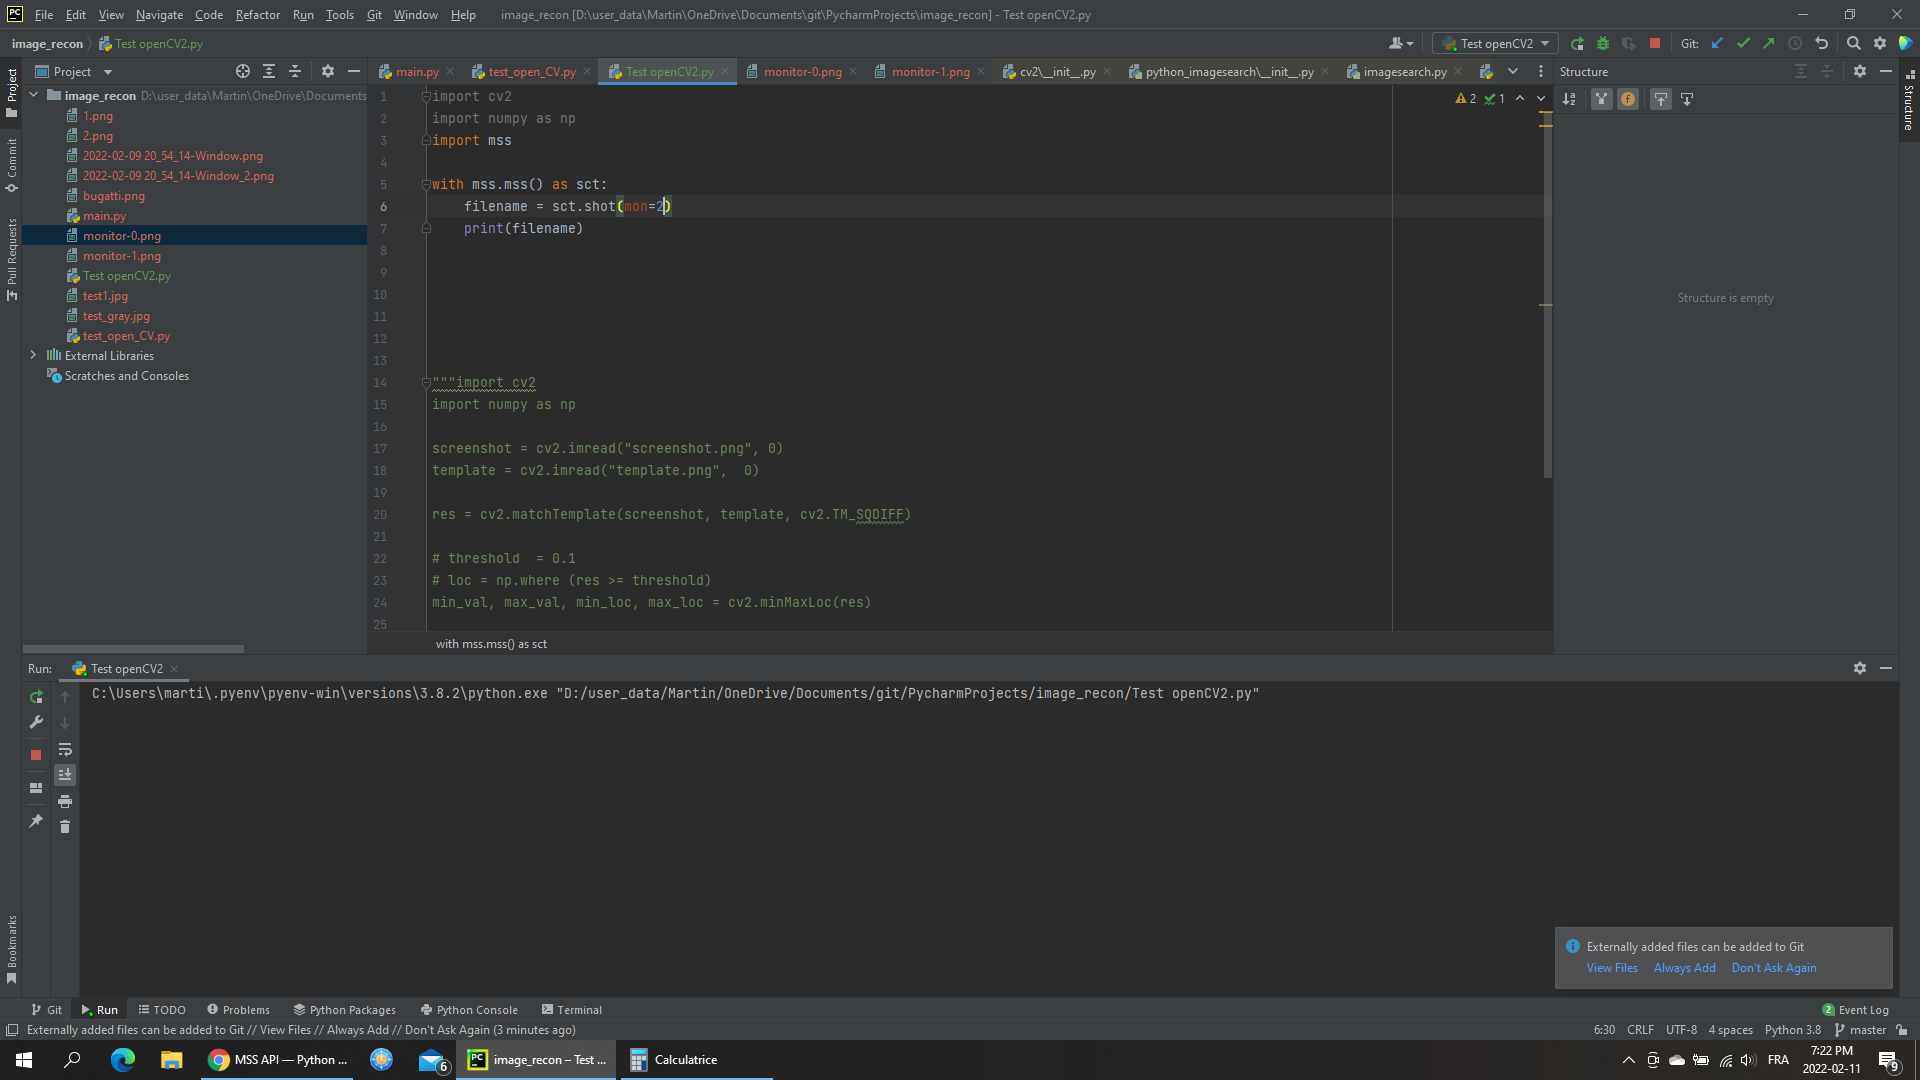 PC File Edit View Navigate Code Refactor Run Tools Git Window Help image_recon [D:\user_data\Martin\OneDrive\Documents\git\PycharmProjects\image_recon] - Test openCV2.py
image_recon Test openCV2.py Test openCV2 Git:
Project main.py test_open_CV.py Test openCV2.py monitor-0.png monitor-1.png cv2\__init__.py python_imagesearch\__init__.py imagesearch.py Structure
Project
Commit
Pull Requests
Bookmarks
Structure
image_recon D:\user_data\Martin\OneDrive\Documents
1.png
2.png
2022-02-09 20_54_14-Window.png
2022-02-09 20_54_14-Window_2.png
bugatti.png
main.py
monitor-0.png
monitor-1.png
Test openCV2.py
test1.jpg
test_gray.jpg
test_open_CV.py
External Libraries
Scratches and Consoles
2 1
1 import cv2
2 import numpy as np
3 import mss
4
5 with mss.mss() as sct:
6 filename = sct.shot(mon=2)
7 print(filename)
8
9
10
11
12
13
14 """import cv2
15 import numpy as np
16
17 screenshot = cv2.imread("screenshot.png", 0)
18 template = cv2.imread("template.png",  0)
19
20 res = cv2.matchTemplate(screenshot, template, cv2.TM_SQDIFF)
21
22 # threshold  = 0.1
23 # loc = np.where (res >= threshold)
24 min_val, max_val, min_loc, max_loc = cv2.minMaxLoc(res)
25
with mss.mss() as sct
Structure is empty
Run: Test openCV2
C:\Users\marti\.pyenv\pyenv-win\versions\3.8.2\python.exe "D:/user_data/Martin/OneDrive/Documents/git/PycharmProjects/image_recon/Test openCV2.py"
Externally added files can be added to Git
View Files Always Add Don't Ask Again
Git Run TODO Problems Python Packages Python Console Terminal 2 Event Log
Externally added files can be added to Git // View Files // Always Add // Don't Ask Again (3 minutes ago) 6:30 CRLF UTF-8 4 spaces Python 3.8 master
MSS API — Python ... 6 PC image_recon – Test ... Calculatrice FRA 7:22 PM 9
2022-02-11